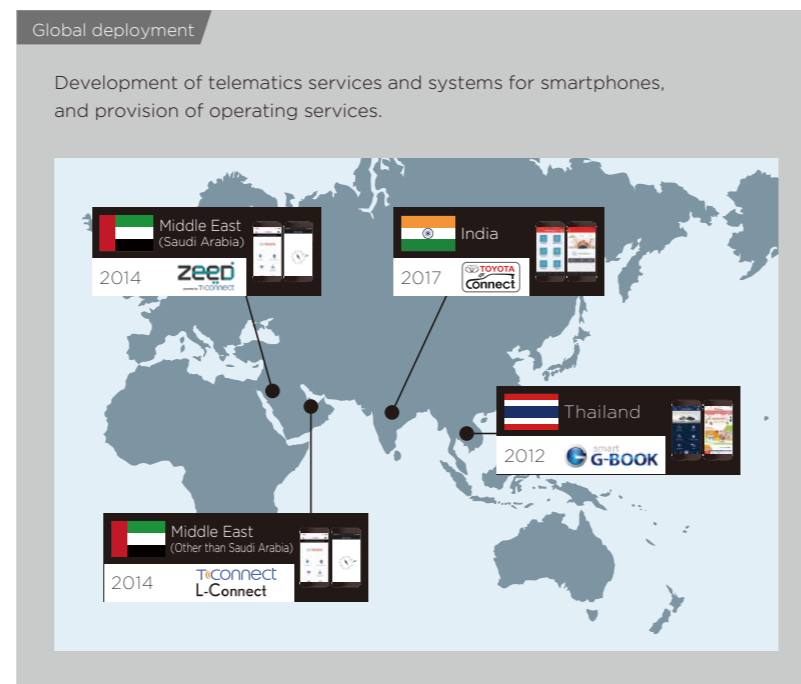 Global deployment
Development of telematics services and systems for smartphones,
and provision of operating services.
Middle East
(Saudi Arabia)
2014
ZEED
powered by T-connect
India
2017
TOYOTA
Connect
Thailand
2012
smart
G-BOOK
Middle East
(Other than Saudi Arabia)
2014
T-connect
L-Connect